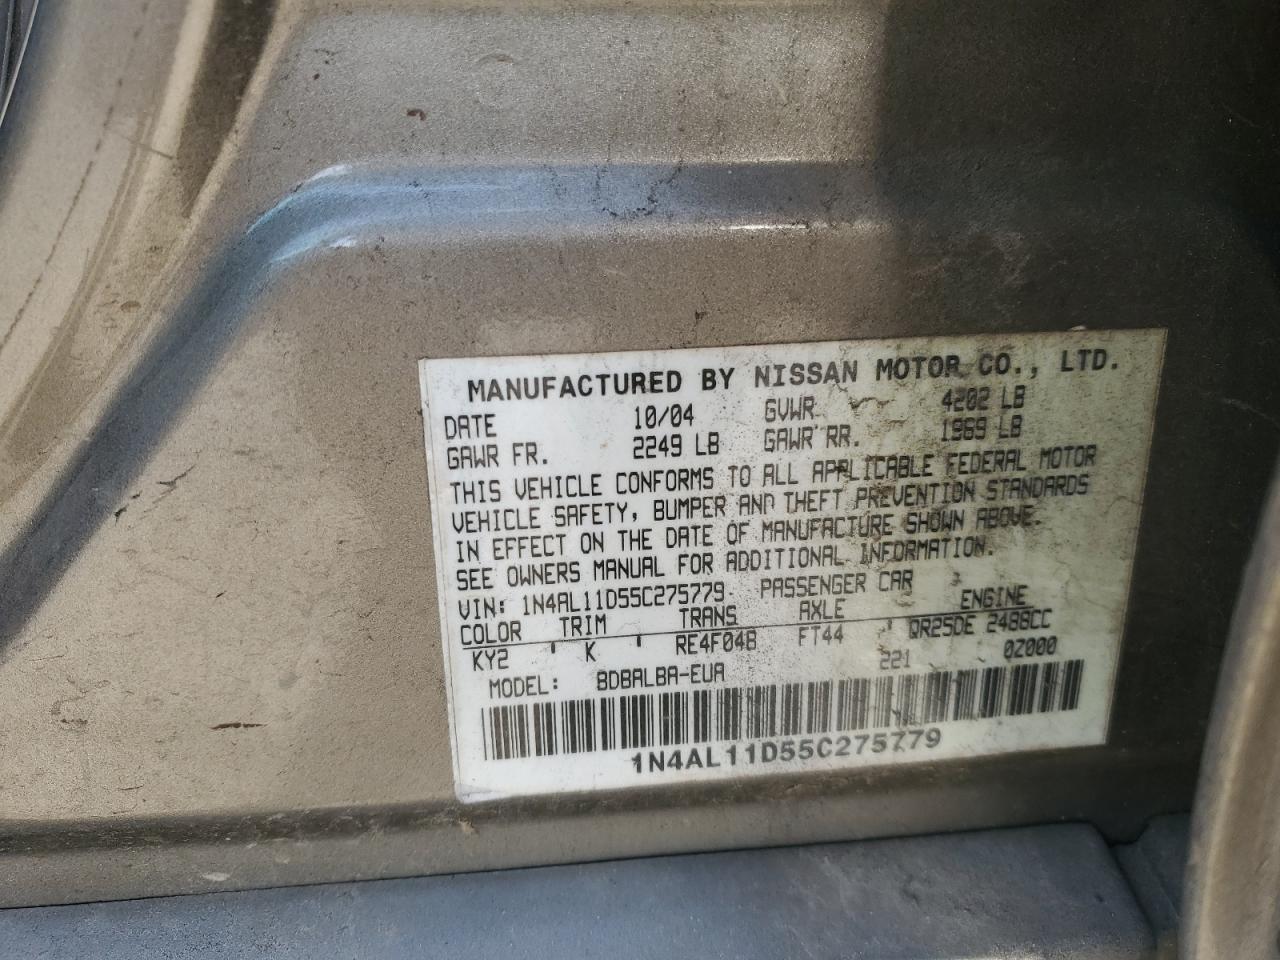 MANUFACTURED BY NISSAN MOTOR CO., LTD.
DATE 10/04 GVWR 4202 LB
GAWR FR. 2249 LB GAWR RR. 1969 LB
THIS VEHICLE CONFORMS TO ALL APPLICABLE FEDERAL MOTOR
VEHICLE SAFETY, BUMPER AND THEFT PREVENTION STANDARDS
IN EFFECT ON THE DATE OF MANUFACTURE SHOWN ABOVE.
SEE OWNERS MANUAL FOR ADDITIONAL INFORMATION.
VIN: 1N4AL11D55C275779 PASSENGER CAR
COLOR TRIM TRANS AXLE ENGINE
KY2 K RE4F04B FT44 QR25DE 2488CC
MODEL: BDBALBA-EUA 221 0Z000
1N4AL11D55C275779